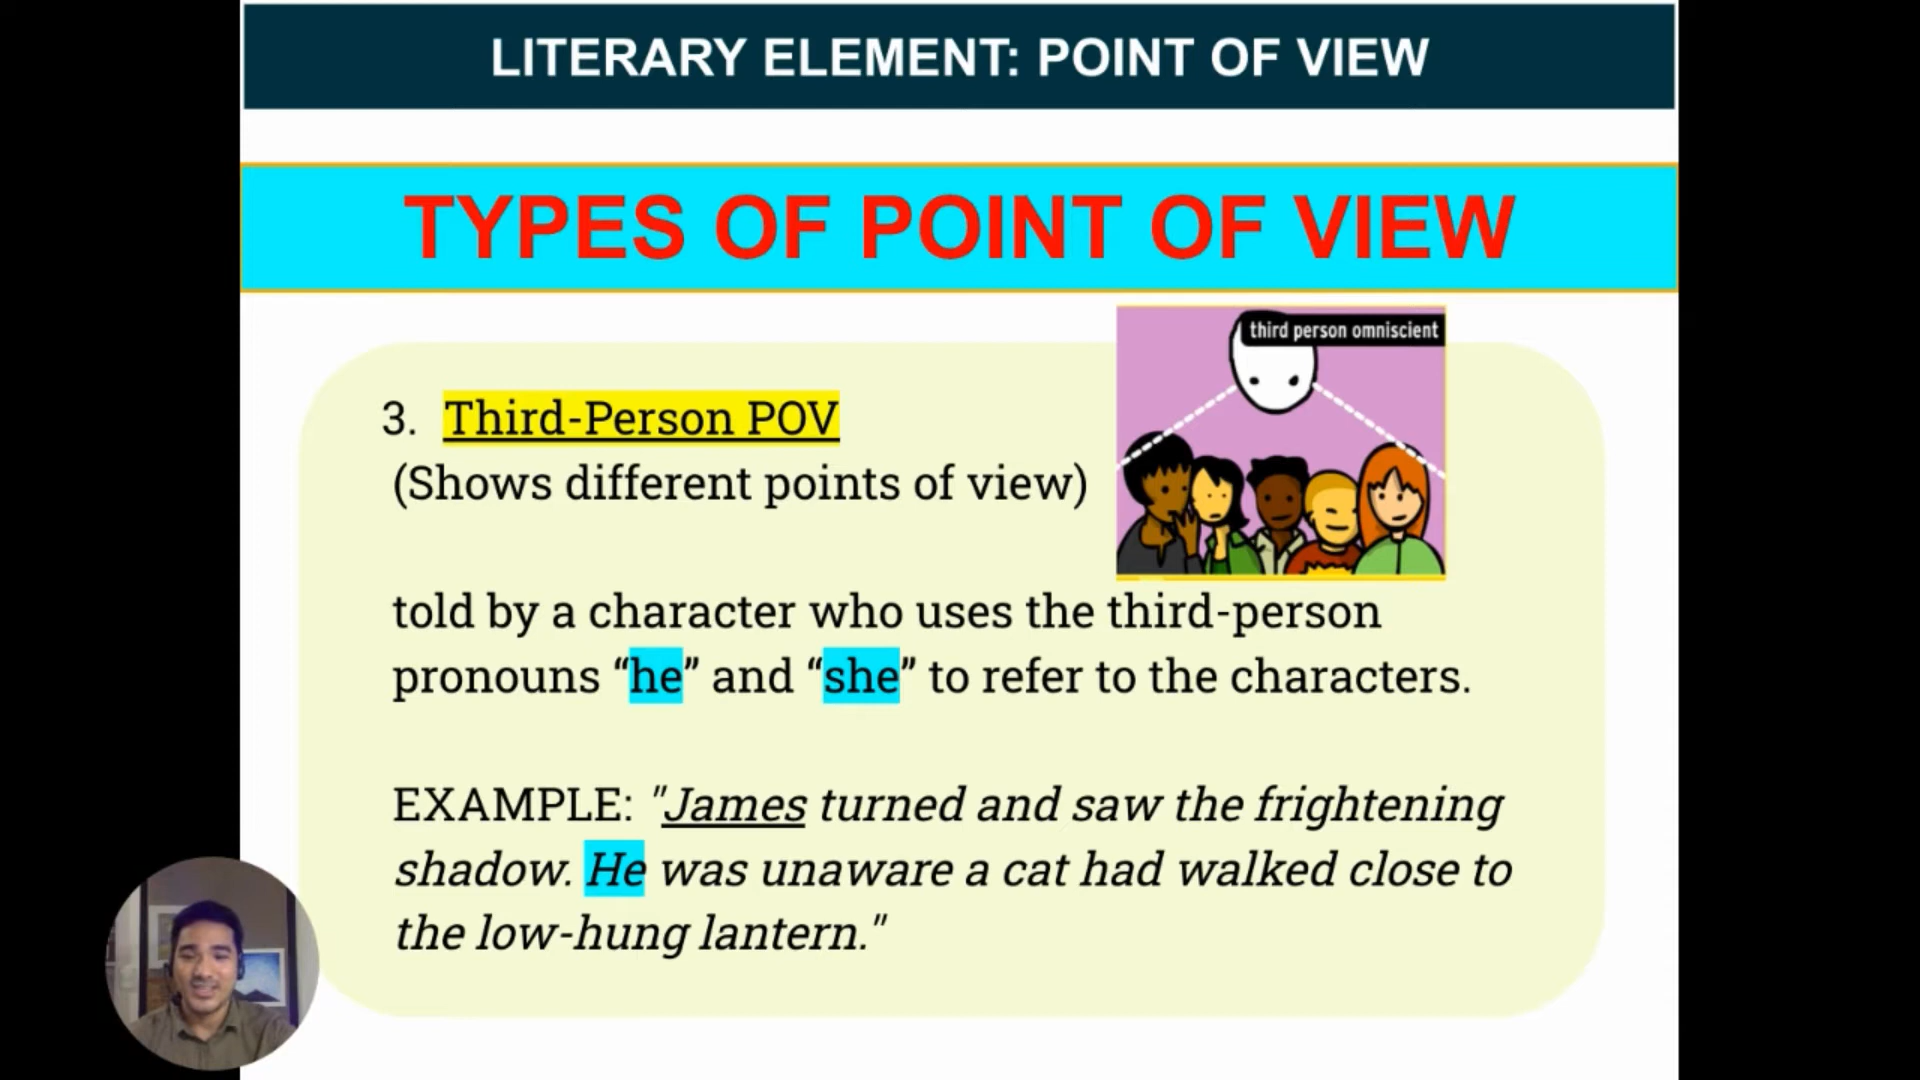 LITERARY ELEMENT: POINT OF VIEW
TYPES OF POINT OF VIEW
third person omniscient
3. Third-Person POV
(Shows different points of view)
told by a character who uses the third-person
pronouns “he” and “she” to refer to the characters.
EXAMPLE: "James turned and saw the frightening
shadow. He was unaware a cat had walked close to
the low-hung lantern."